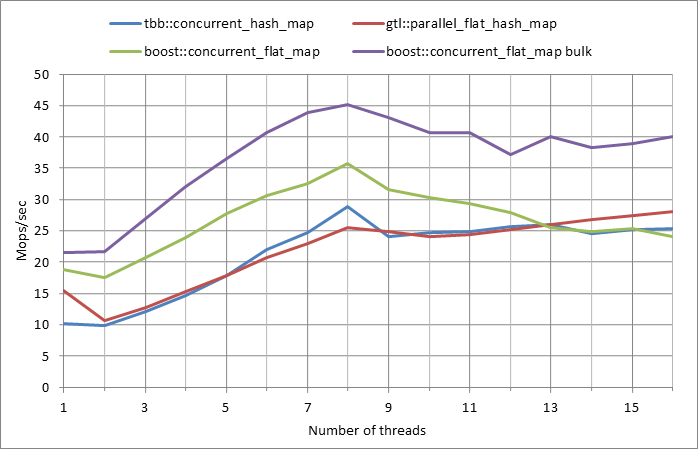 tbb::concurrent_hash_map gtl::parallel_flat_hash_map
boost::concurrent_flat_map boost::concurrent_flat_map bulk
50
45
40
35
30
25
20
15
10
5
0
Mops/sec
1 3 5 7 9 11 13 15
Number of threads